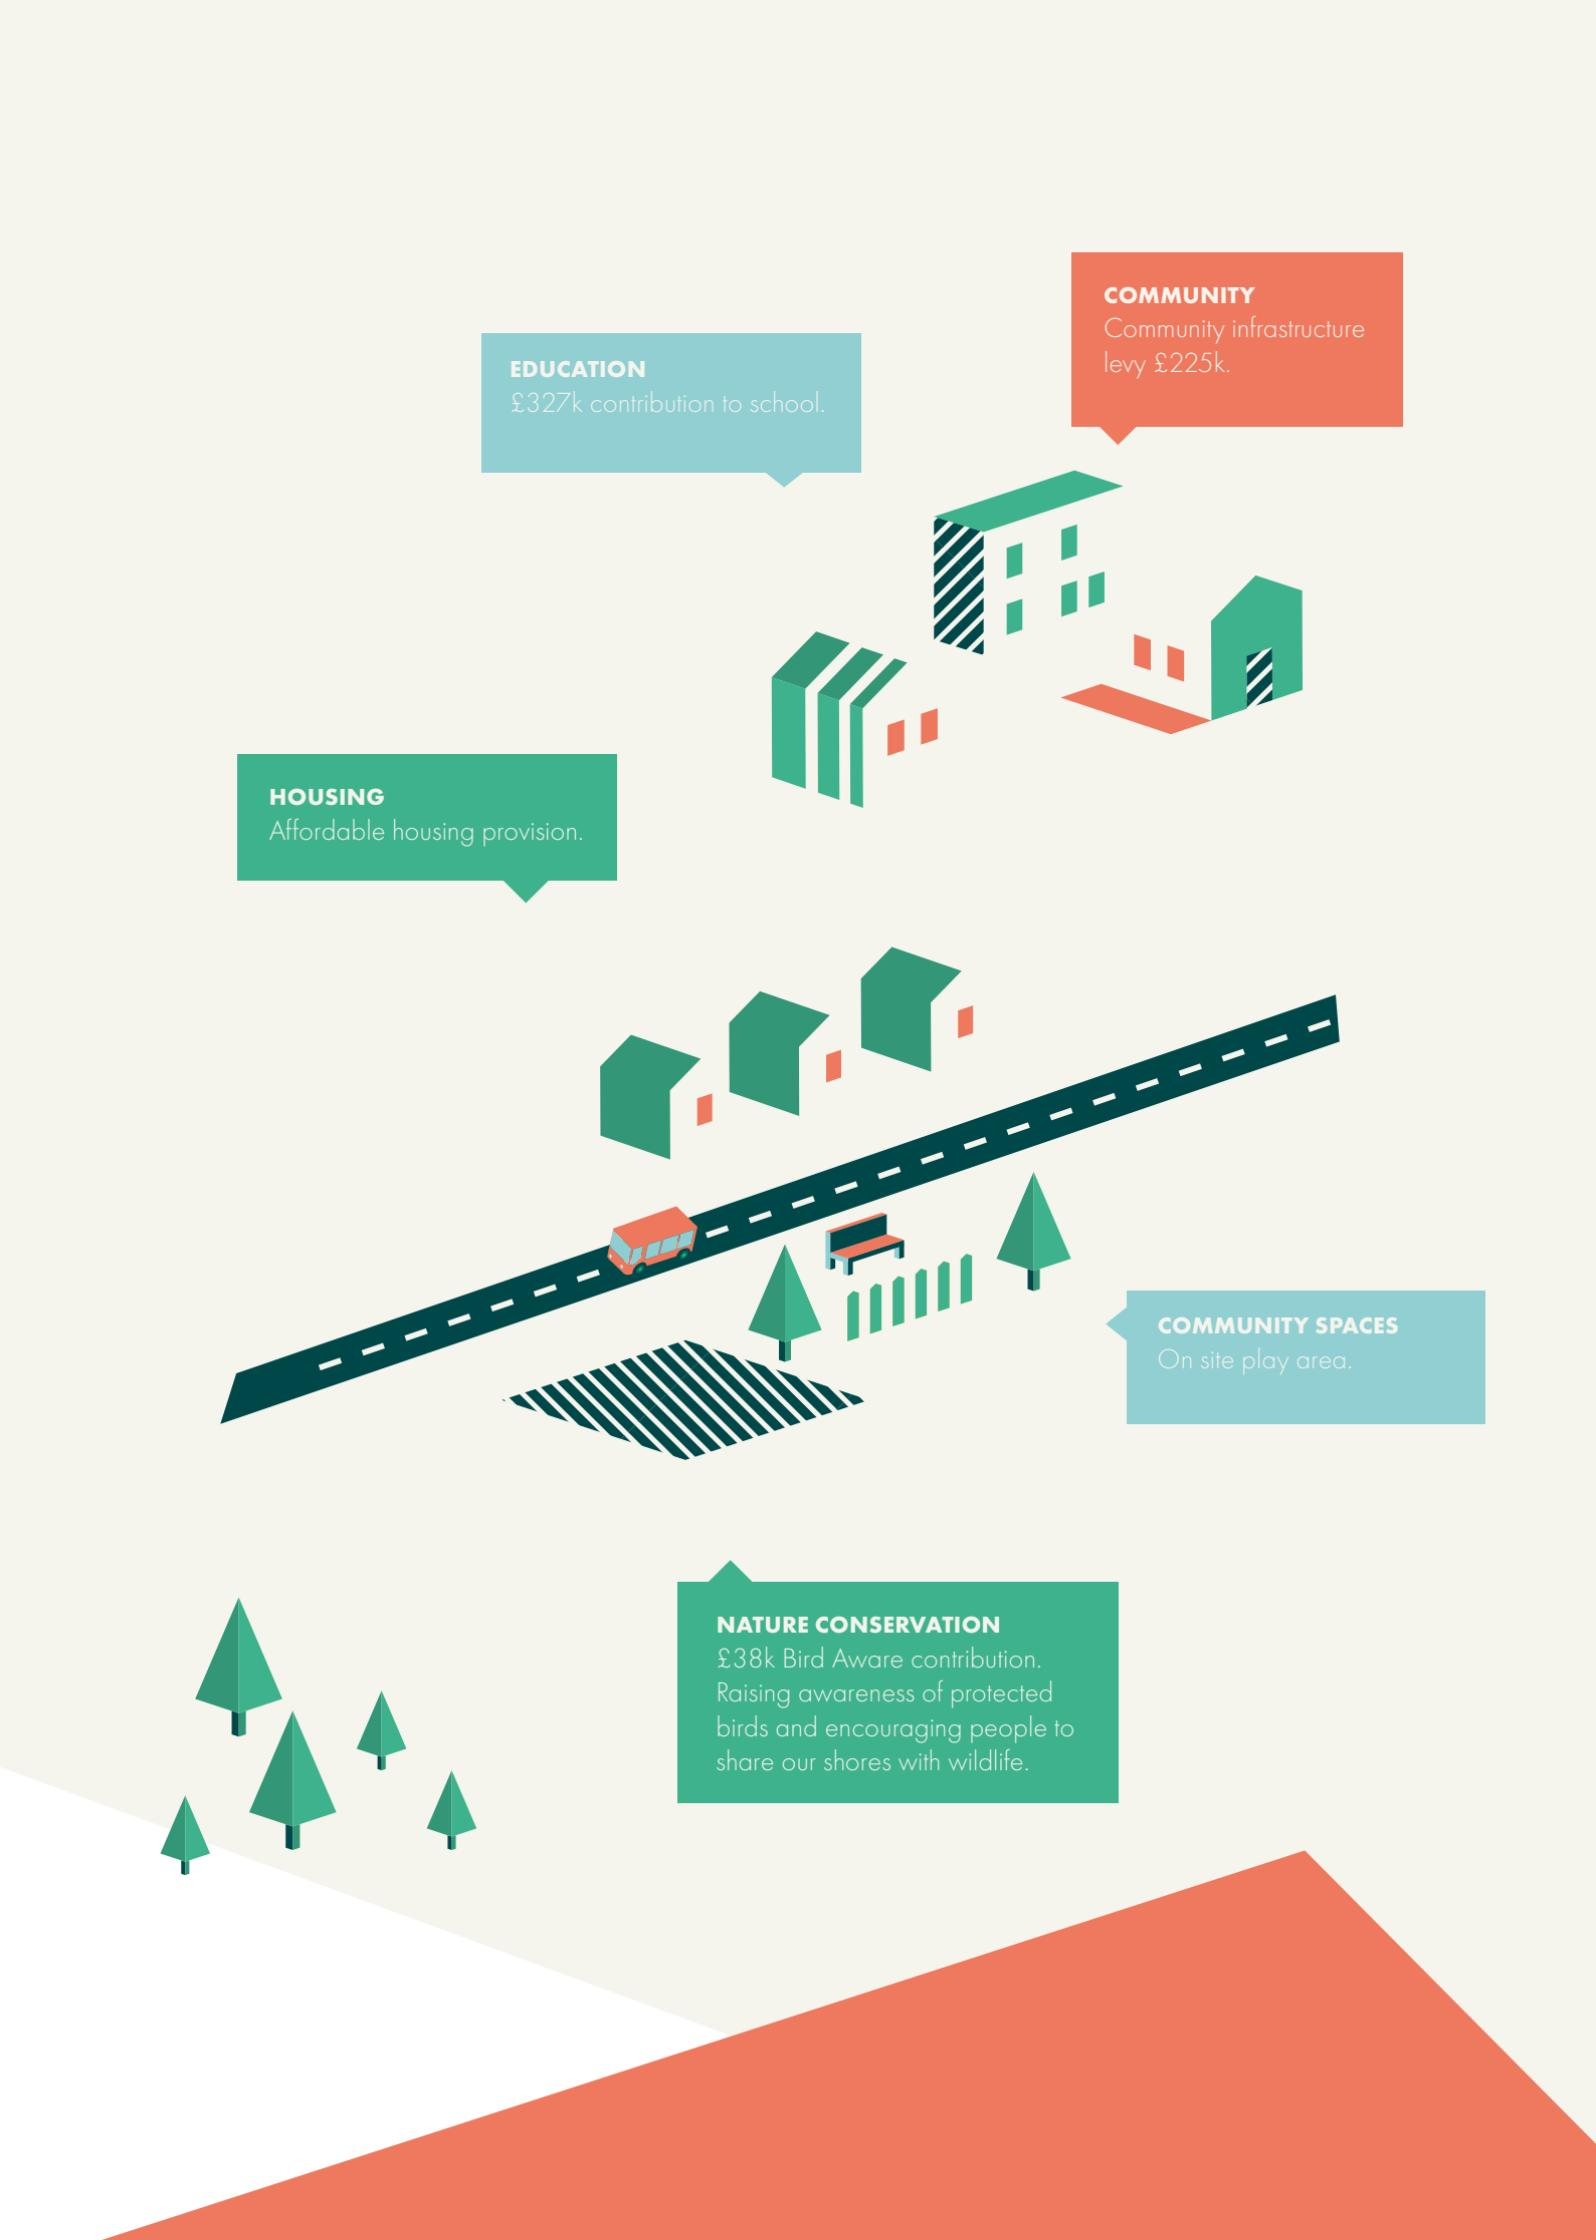 COMMUNITY
Community infrastructure
levy £225k.
EDUCATION
£327k contribution to school.
HOUSING
Affordable housing provision.
COMMUNITY SPACES
On site play area.
NATURE CONSERVATION
£38k Bird Aware contribution.
Raising awareness of protected
birds and encouraging people to
share our shores with wildlife.